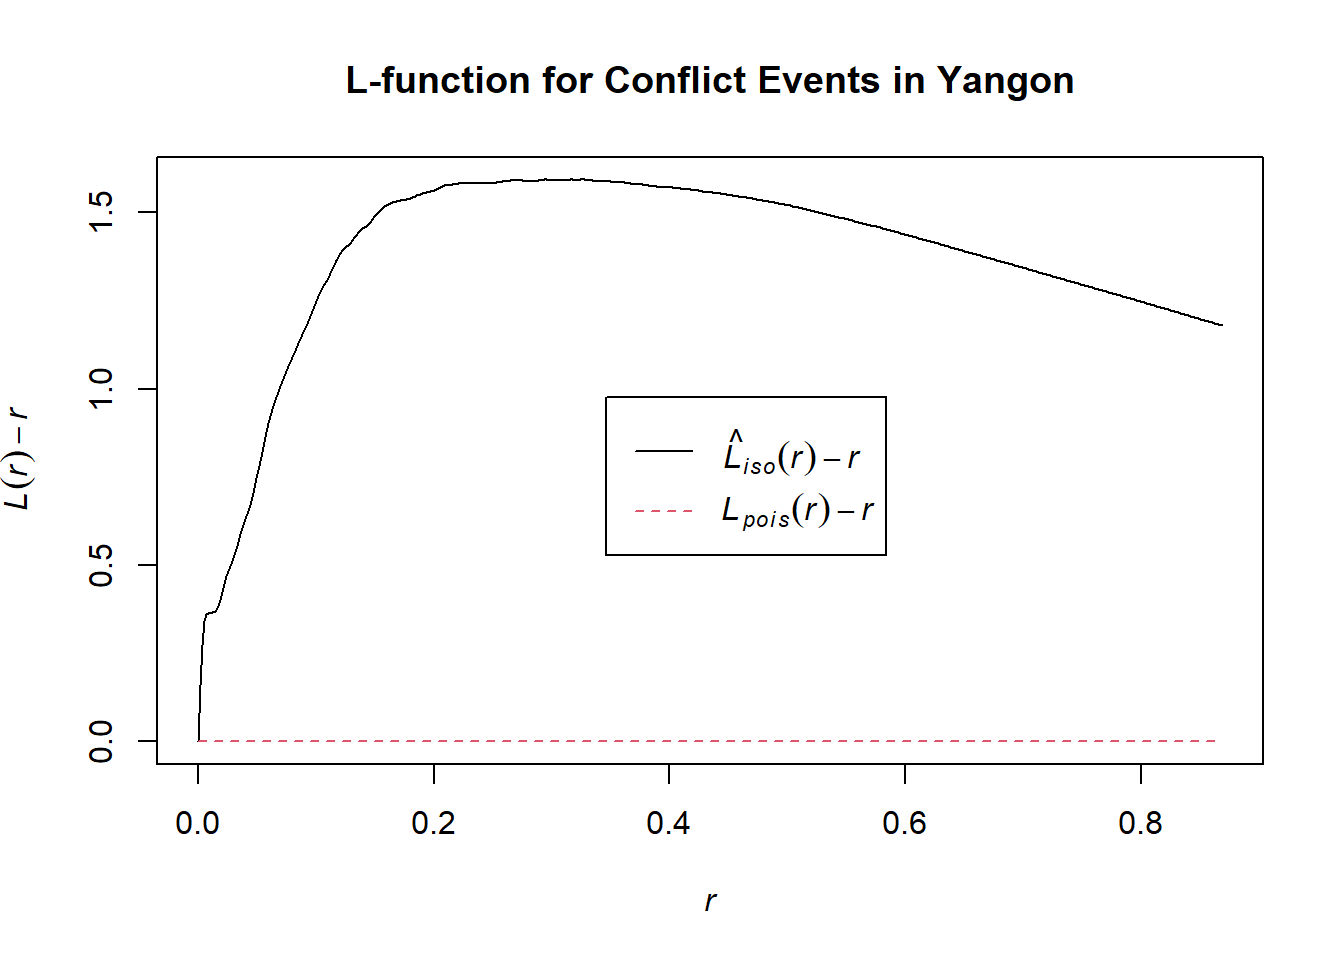 L-function for Conflict Events in Yangon
L(r) − r
1.5
1.0
0.5
0.0
L̂iso(r) − r
Lpois(r) − r
0.0 0.2 0.4 0.6 0.8
r